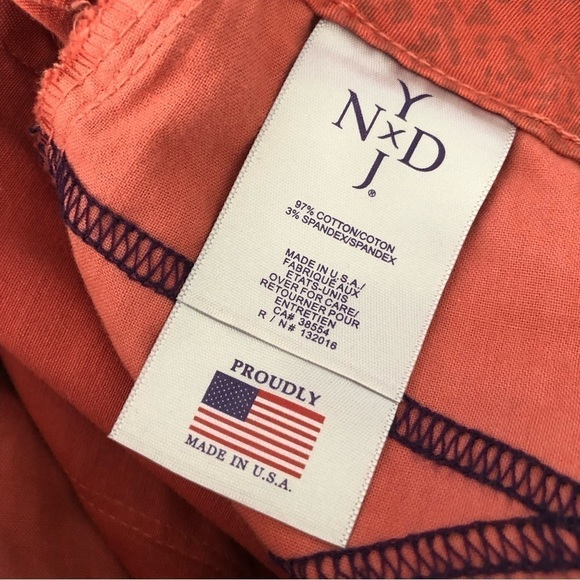 Y
N x D
J®
97% COTTON/COTON
3% SPANDEX/SPANDEX
MADE IN U.S.A./
FABRIQUÉ AUX
ETATS-UNIS
OVER FOR CARE/
RETOURNER POUR
ENTRETIEN
CA# 38554
R / N# 132016
PROUDLY
MADE IN U.S.A.